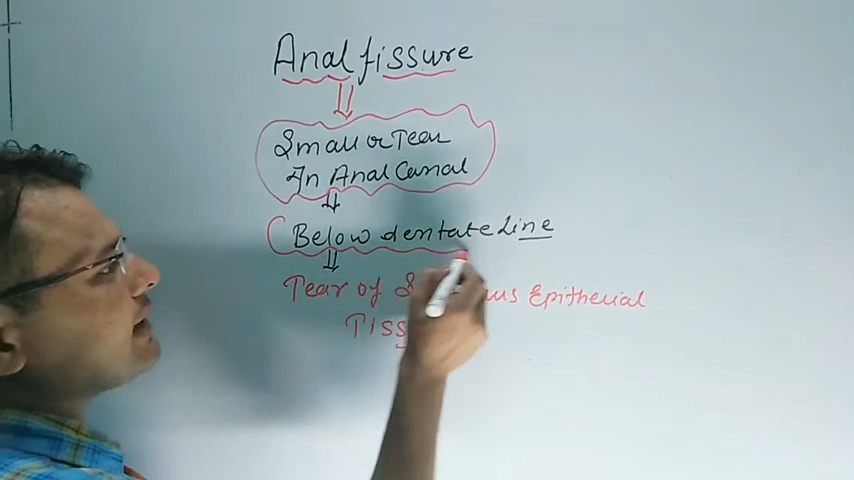 Anal fissure
Small or Tear
In Anal Canal
Below dentate Line
Tear of Epithelial